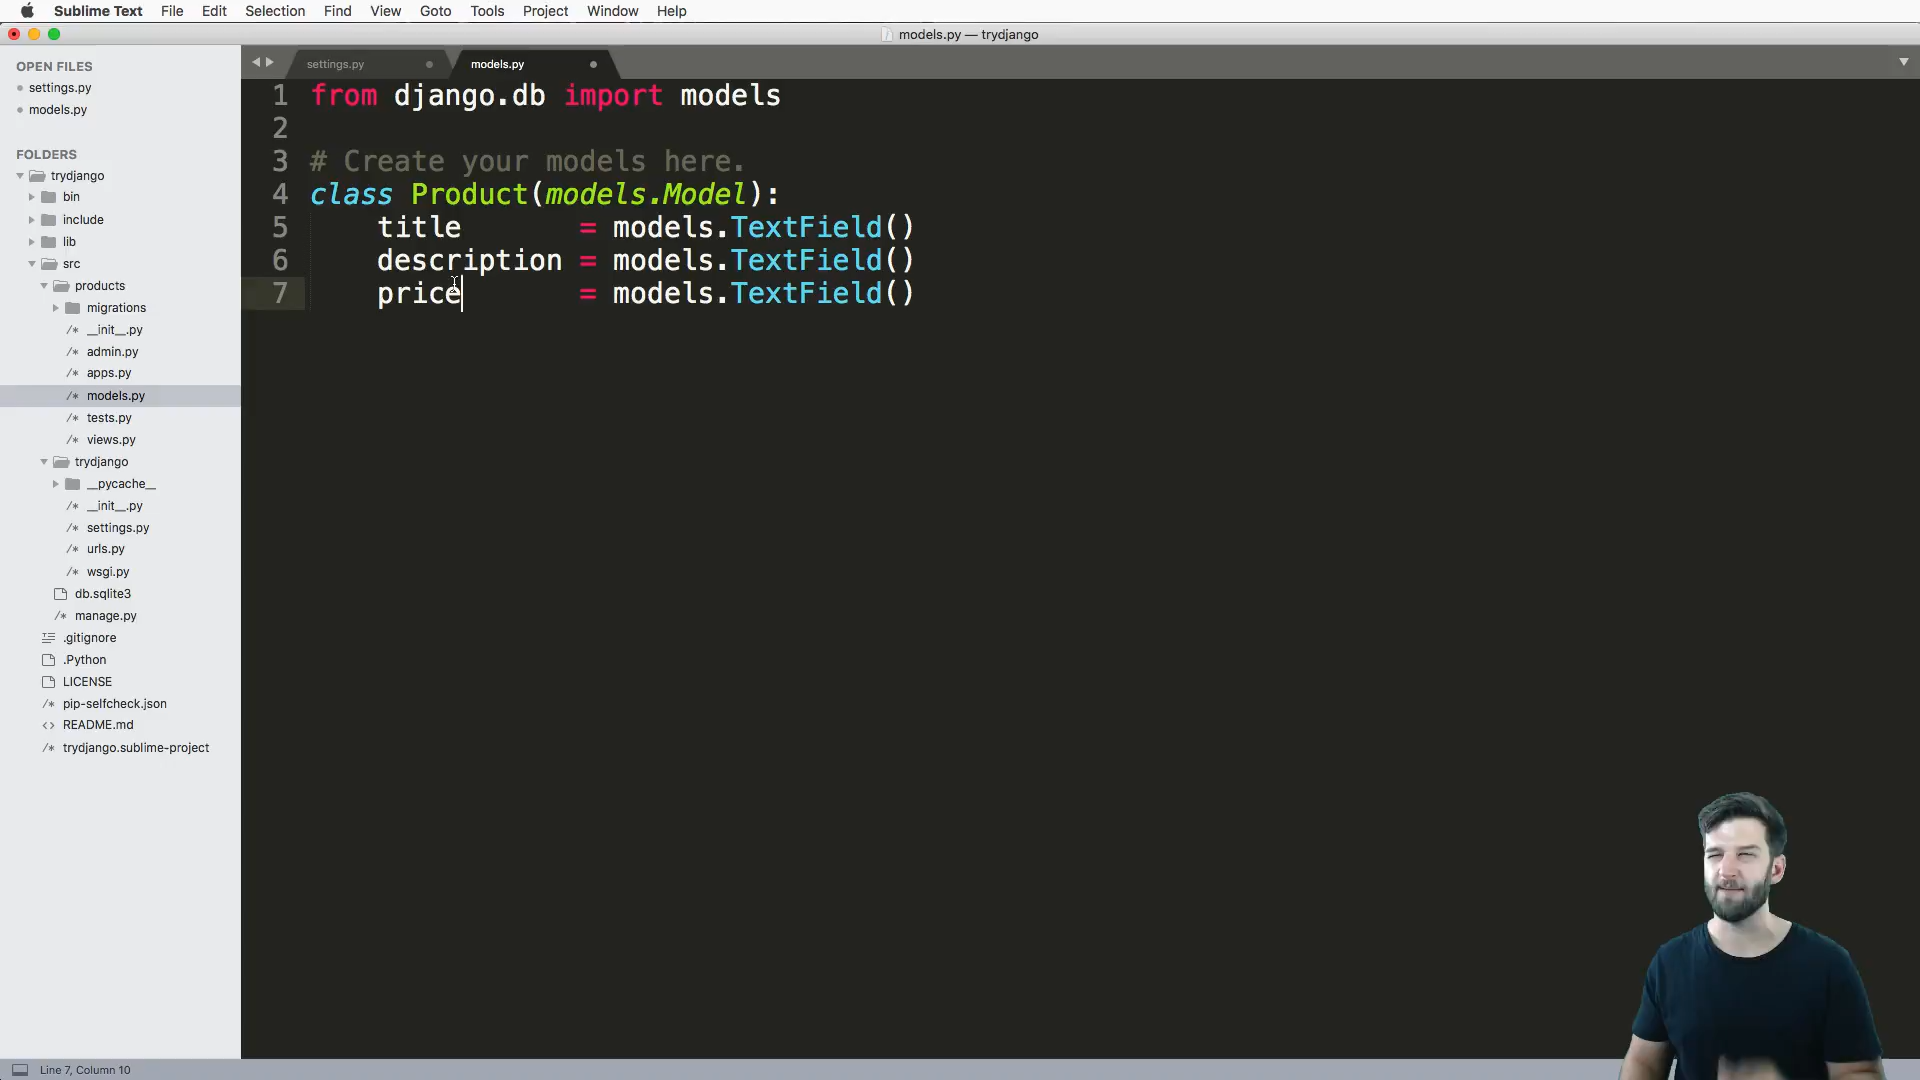 Sublime Text File Edit Selection Find View Goto Tools Project Window Help
models.py — trydjango
OPEN FILES
settings.py
models.py
FOLDERS
trydjango
bin
include
lib
src
products
migrations
/* __init__.py
/* admin.py
/* apps.py
/* models.py
/* tests.py
/* views.py
trydjango
__pycache__
/* __init__.py
/* settings.py
/* urls.py
/* wsgi.py
db.sqlite3
/* manage.py
.gitignore
.Python
LICENSE
/* pip-selfcheck.json
<> README.md
/* trydjango.sublime-project
settings.py models.py
1 from django.db import models
2
3 # Create your models here.
4 class Product(models.Model):
5 title = models.TextField()
6 description = models.TextField()
7 price = models.TextField()
Line 7, Column 10